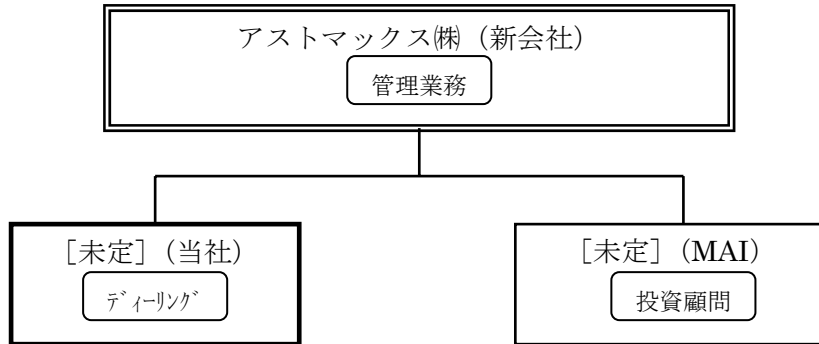 アストマックス㈱（新会社）
管理業務
［未定］（当社）
ﾃﾞｨｰﾘﾝｸﾞ
［未定］（MAI）
投資顧問